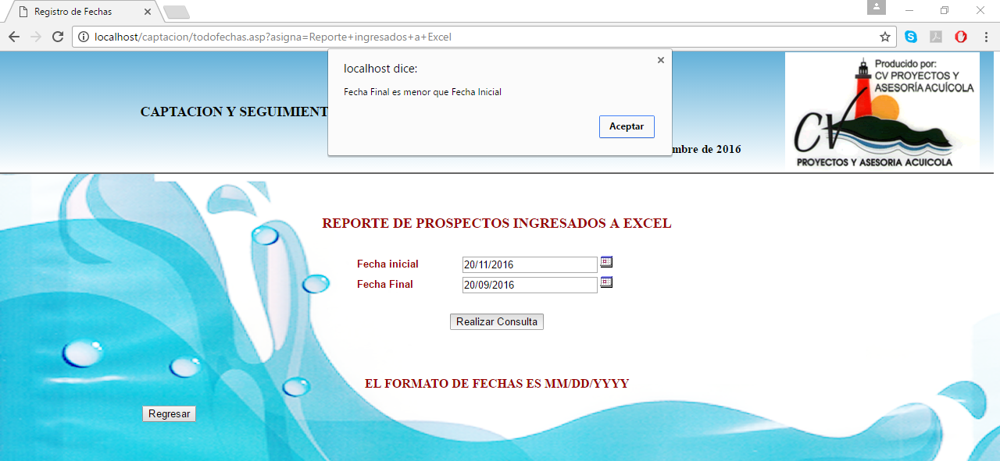 Registro de Fechas
localhost/captacion/todofechas.asp?asigna=Reporte+ingresados+a+Excel
localhost dice:
Fecha Final es menor que Fecha Inicial
Aceptar
CAPTACION Y SEGUIMIENT
mbre de 2016
Producido por:
CV PROYECTOS Y
ASESORÍA ACUÍCOLA
CV
PROYECTOS Y ASESORIA ACUICOLA
REPORTE DE PROSPECTOS INGRESADOS A EXCEL
Fecha inicial 20/11/2016
Fecha Final 20/09/2016
Realizar Consulta
EL FORMATO DE FECHAS ES MM/DD/YYYY
Regresar